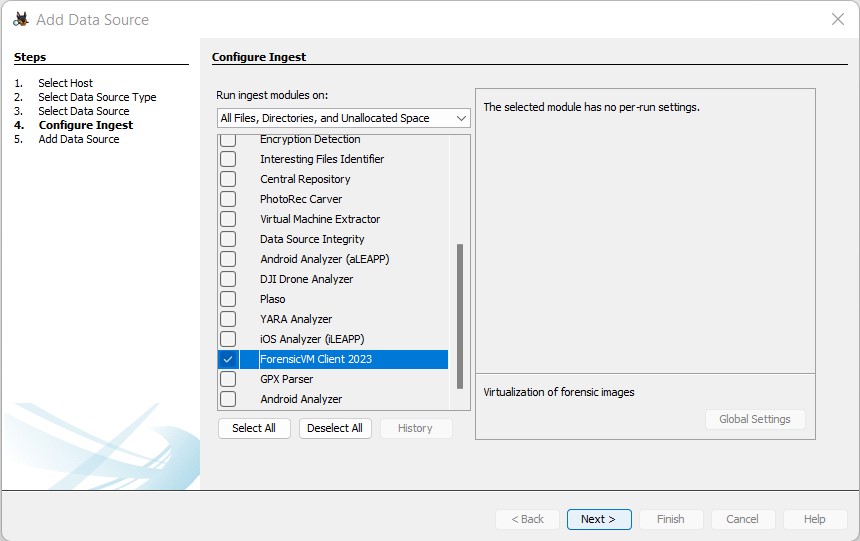 Add Data Source
Steps
1. Select Host
2. Select Data Source Type
3. Select Data Source
4. Configure Ingest
5. Add Data Source
Configure Ingest
Run ingest modules on:
All Files, Directories, and Unallocated Space
Encryption Detection
Interesting Files Identifier
Central Repository
PhotoRec Carver
Virtual Machine Extractor
Data Source Integrity
Android Analyzer (aLEAPP)
DJI Drone Analyzer
Plaso
YARA Analyzer
iOS Analyzer (iLEAPP)
ForensicVM Client 2023
GPX Parser
Android Analyzer
Select All Deselect All History
The selected module has no per-run settings.
Virtualization of forensic images
Global Settings
< Back Next > Finish Cancel Help